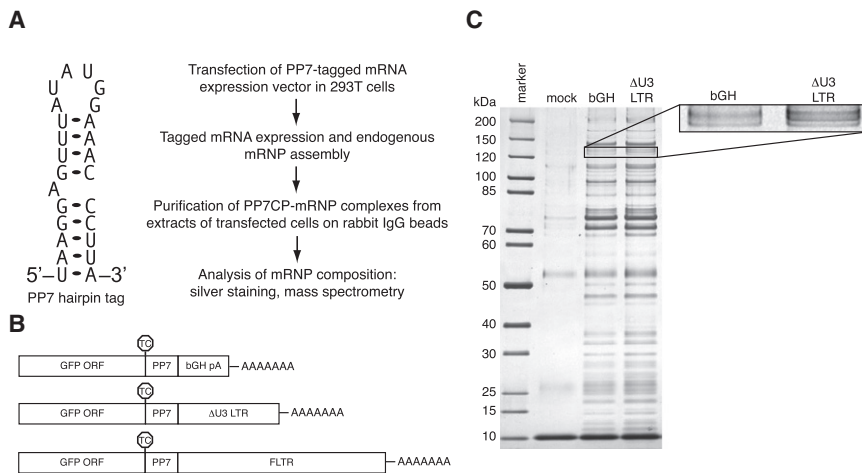 A
A U
U G
A G
U • A
U • A
U • A
G • C
A
G • C
G • C
A • U
A • U
5'–U • A–3'
PP7 hairpin tag
Transfection of PP7-tagged mRNA
expression vector in 293T cells
Tagged mRNA expression and endogenous
mRNP assembly
Purification of PP7CP-mRNP complexes from
extracts of transfected cells on rabbit IgG beads
Analysis of mRNP composition:
silver staining, mass spectrometry
B
TC
GFP ORF PP7 bGH pA AAAAAAA
TC
GFP ORF PP7 ΔU3 LTR AAAAAAA
TC
GFP ORF PP7 FLTR AAAAAAA
C
kDa marker mock bGH ΔU3 LTR
bGH ΔU3 LTR
200
150
120
100
85
70
60
50
40
30
25
15
10